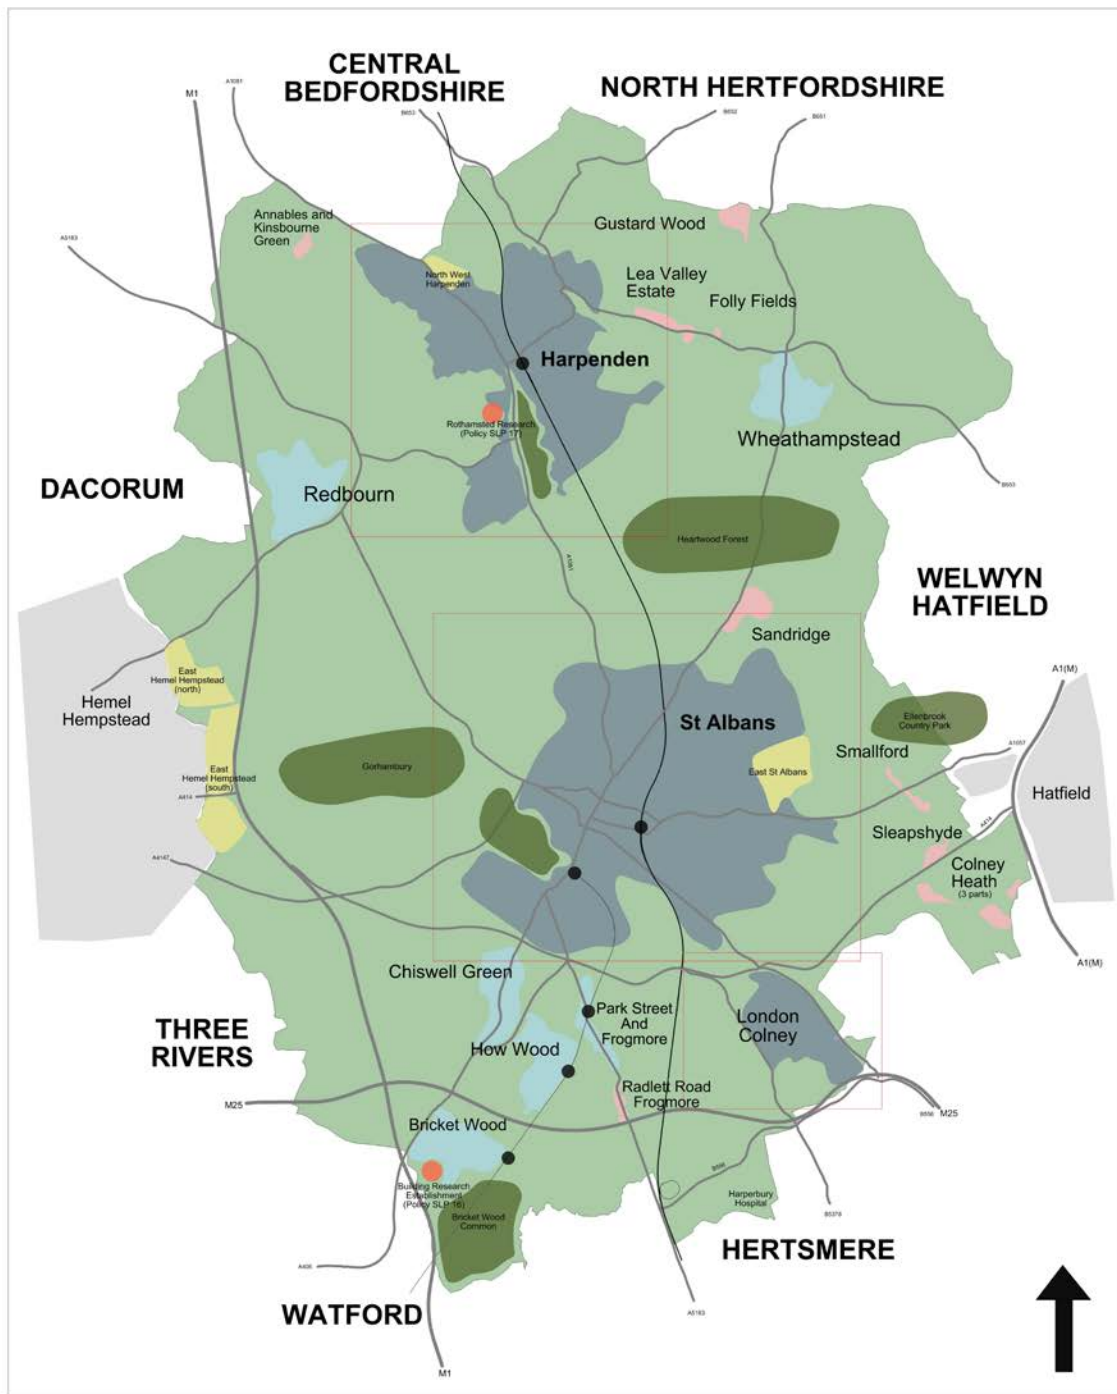 CENTRAL
BEDFORDSHIRE
NORTH HERTFORDSHIRE
M1
A1081
B653
B652
B651
Annables and
Kinsbourne
Green
Gustard Wood
A5183
North West
Harpenden
Lea Valley
Estate
Folly Fields
Harpenden
Rothamsted Research
(Policy SLP 17)
Wheathampstead
DACORUM
Redbourn
B653
Heartwood Forest
A1081
WELWYN
HATFIELD
Sandridge
East
Hemel Hempstead
(north)
A1(M)
Hemel
Hempstead
St Albans
Ellenbrook
Country Park
Smallford
A1057
Gorhambury
East St Albans
East
Hemel Hempstead
(south)
A414
Hatfield
A414
Sleapshyde
A4147
Colney
Heath
(3 parts)
A1(M)
Chiswell Green
THREE
RIVERS
Park Street
And
Frogmore
London
Colney
How Wood
Radlett Road
Frogmore
M25
B556
M25
Bricket Wood
B556
Building Research
Establishment
(Policy SLP 16)
Harperbury
Hospital
Bricket Wood
Common
B5378
HERTSMERE
A405
WATFORD
A5183
M1